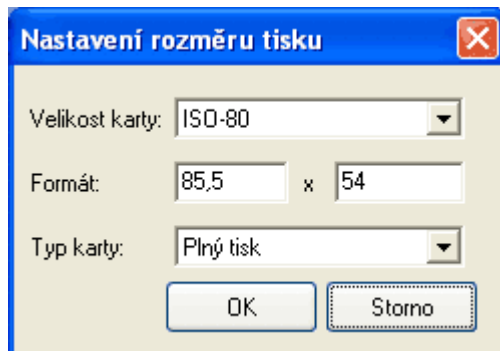 Nastavení rozměru tisku
Velikost karty: ISO-80
Formát: 85,5 x 54
Typ karty: Plný tisk
OK Storno